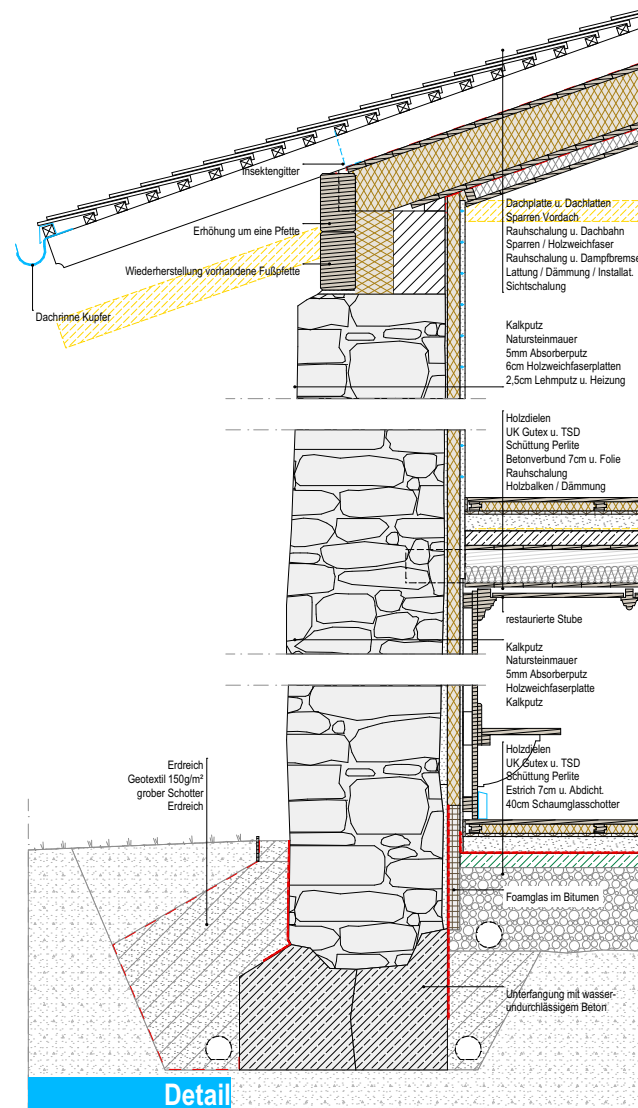 Insektengitter
Erhöhung um eine Pfette
Wiederherstellung vorhandene Fußpfette
Dachrinne Kupfer
Dachplatte u. Dachlatten
Sparren Vordach
Rauhschalung u. Dachbahn
Sparren / Holzweichfaser
Rauhschalung u. Dampfbremse
Lattung / Dämmung / Installat.
Sichtschalung
Kalkputz
Natursteinmauer
5mm Absorberputz
6cm Holzweichfaserplatten
2,5cm Lehmputz u. Heizung
Holzdielen
UK Gutex u. TSD
Schüttung Perlite
Betonverbund 7cm u. Folie
Rauhschalung
Holzbalken / Dämmung
restaurierte Stube
Kalkputz
Natursteinmauer
5mm Absorberputz
Holzweichfaserplatte
Kalkputz
Holzdielen
UK Gutex u. TSD
Schüttung Perlite
Estrich 7cm u. Abdicht.
40cm Schaumglasschotter
Erdreich
Geotextil 150g/m²
grober Schotter
Erdreich
Foamglas im Bitumen
Unterfangung mit wasser-
undurchlässigem Beton
Detail